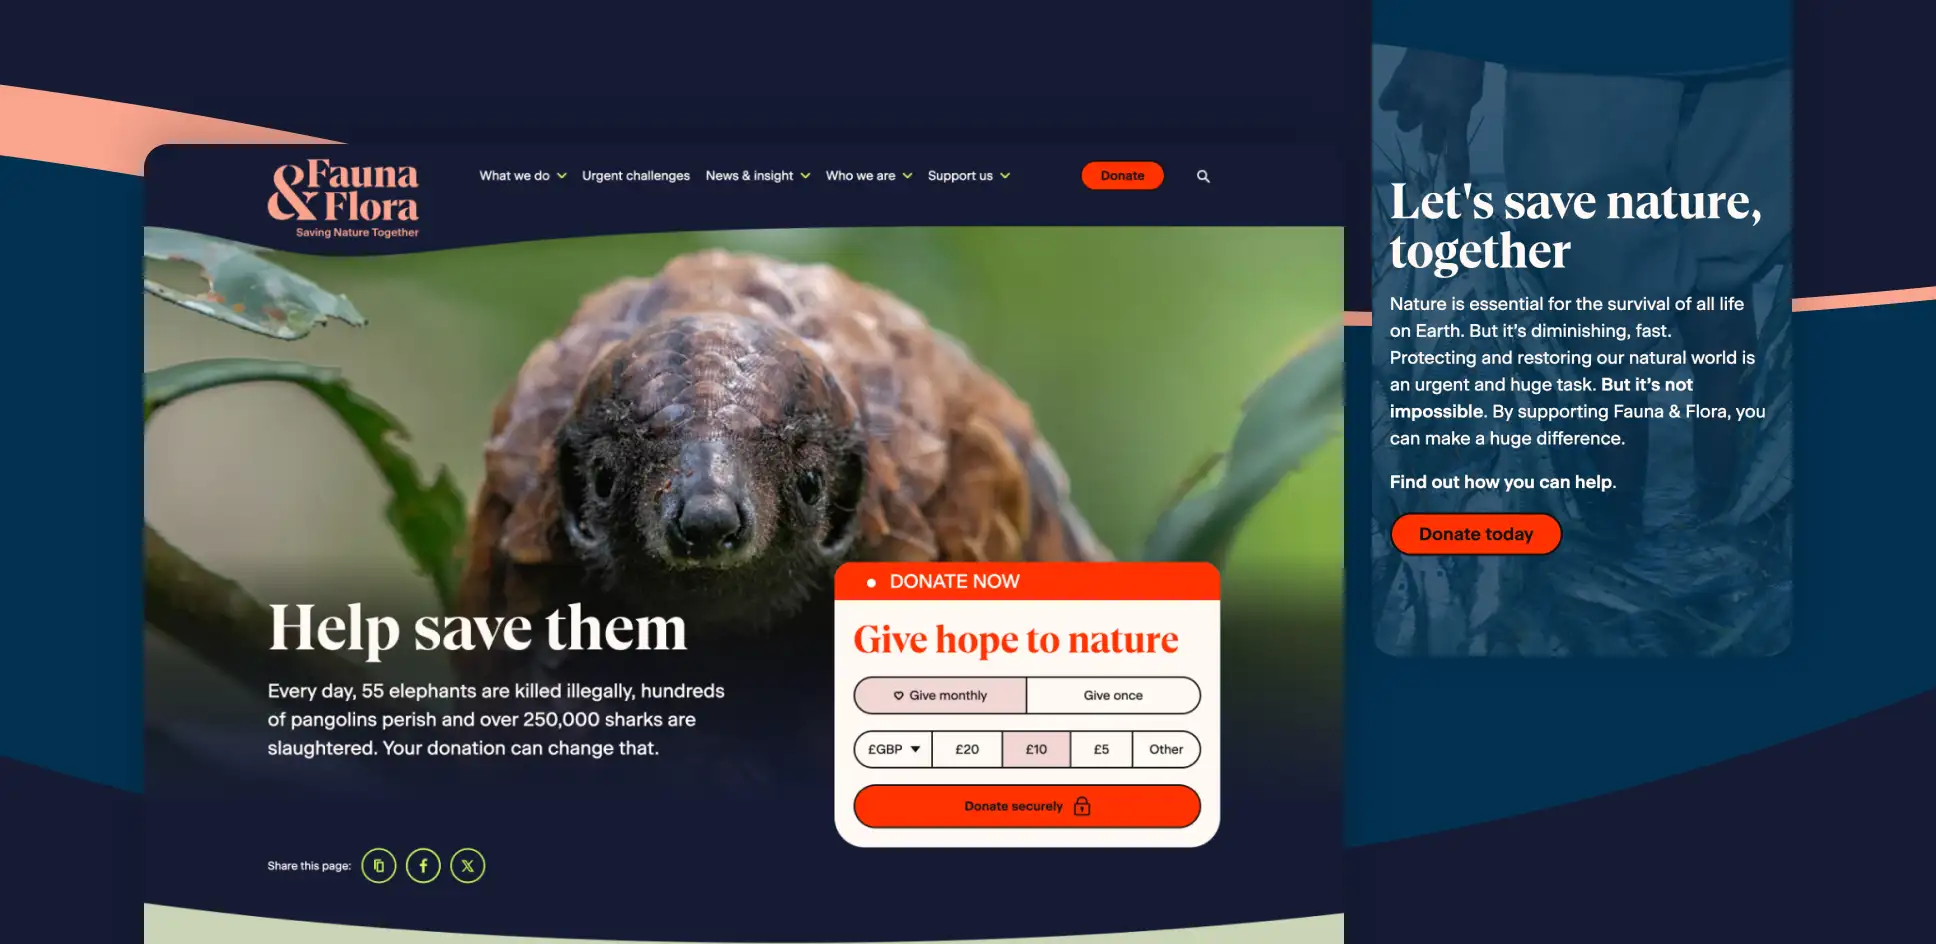 Fauna
& Flora
Saving Nature Together
What we do
Urgent challenges
News & insight
Who we are
Support us
Donate
Help save them
Every day, 55 elephants are killed illegally, hundreds
of pangolins perish and over 250,000 sharks are
slaughtered. Your donation can change that.
Share this page:
f
X
DONATE NOW
Give hope to nature
Give monthly
Give once
£GBP
£20
£10
£5
Other
Donate securely
Let's save nature,
together
Nature is essential for the survival of all life
on Earth. But it's diminishing, fast.
Protecting and restoring our natural world is
an urgent and huge task. But it's not
impossible. By supporting Fauna & Flora, you
can make a huge difference.
Find out how you can help.
Donate today